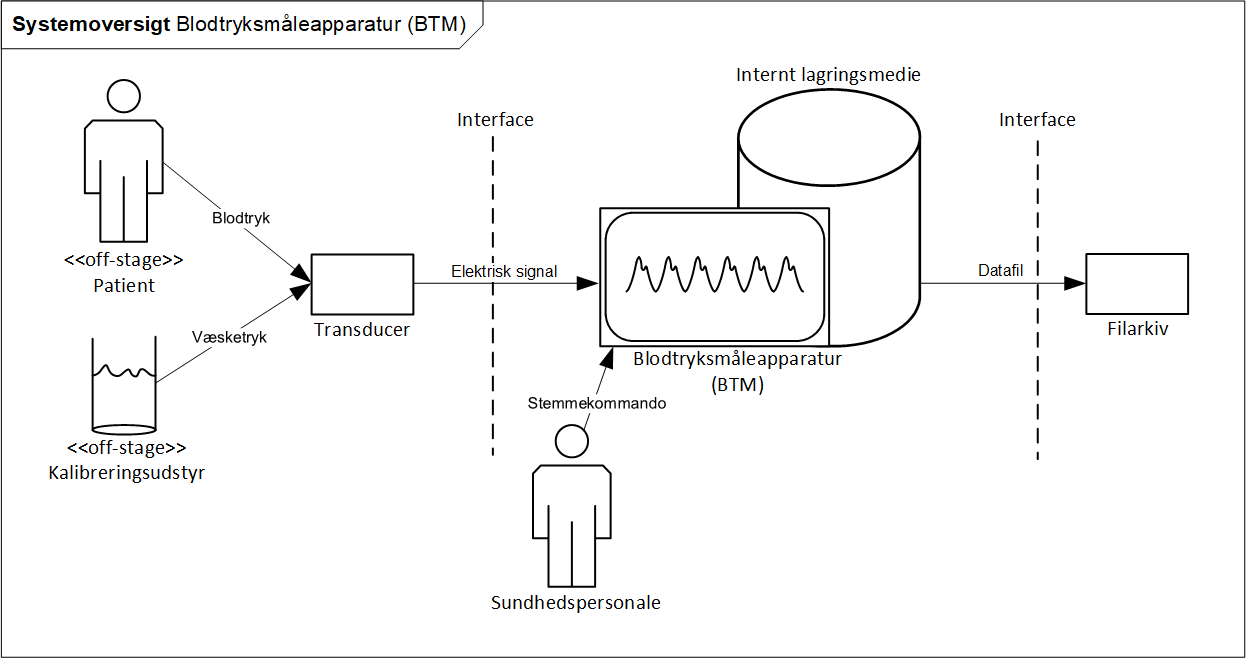 Systemoversigt Blodtryksmåleapparatur (BTM)
Internt lagringsmedie
Interface
Interface
Blodtryk
<<off-stage>>
Patient
Elektrisk signal
Datafil
Transducer
Filarkiv
Væsketryk
Blodtryksmåleapparatur
(BTM)
Stemmekommando
<<off-stage>>
Kalibreringsudstyr
Sundhedspersonale